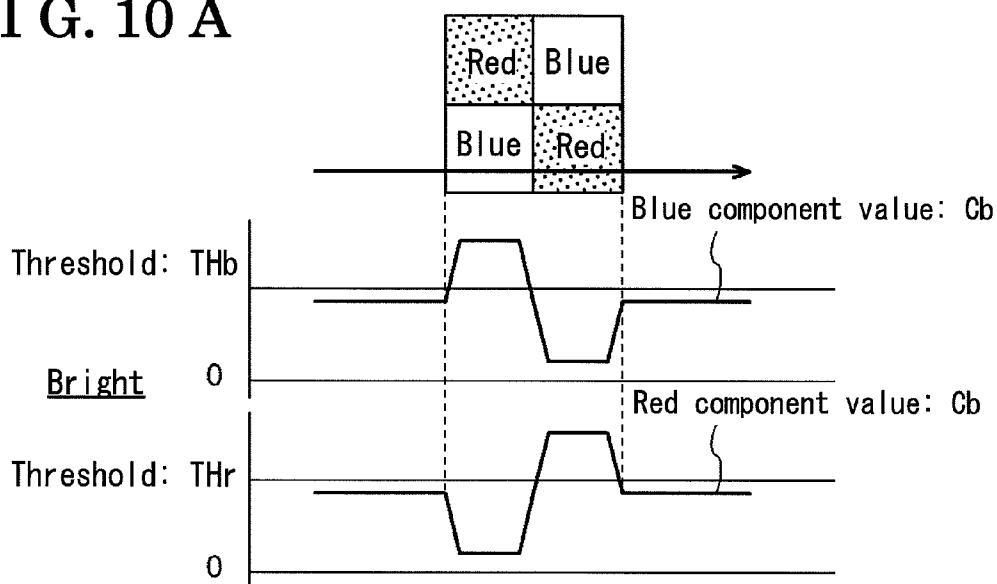 I G. 10 A
Red Blue
Blue Red
Blue component value: Cb
Threshold: THb
0
Bright
Red component value: Cb
Threshold: THr
0